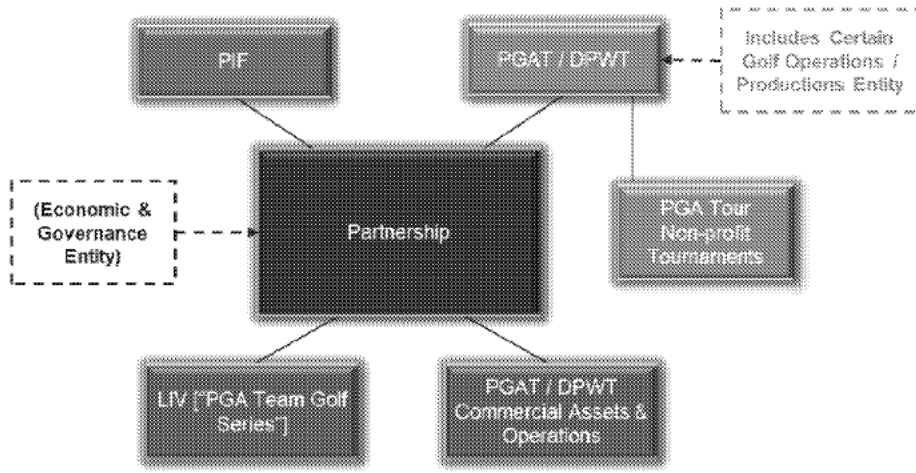 PIF
PGAT / DPWT
Includes Certain
Golf Operations /
Productions Entity
(Economic &
Governance
Entity)
Partnership
PGA Tour
Non-profit
Tournaments
LIV ["PGA Team Golf
Series"]
PGAT / DPWT
Commercial Assets &
Operations